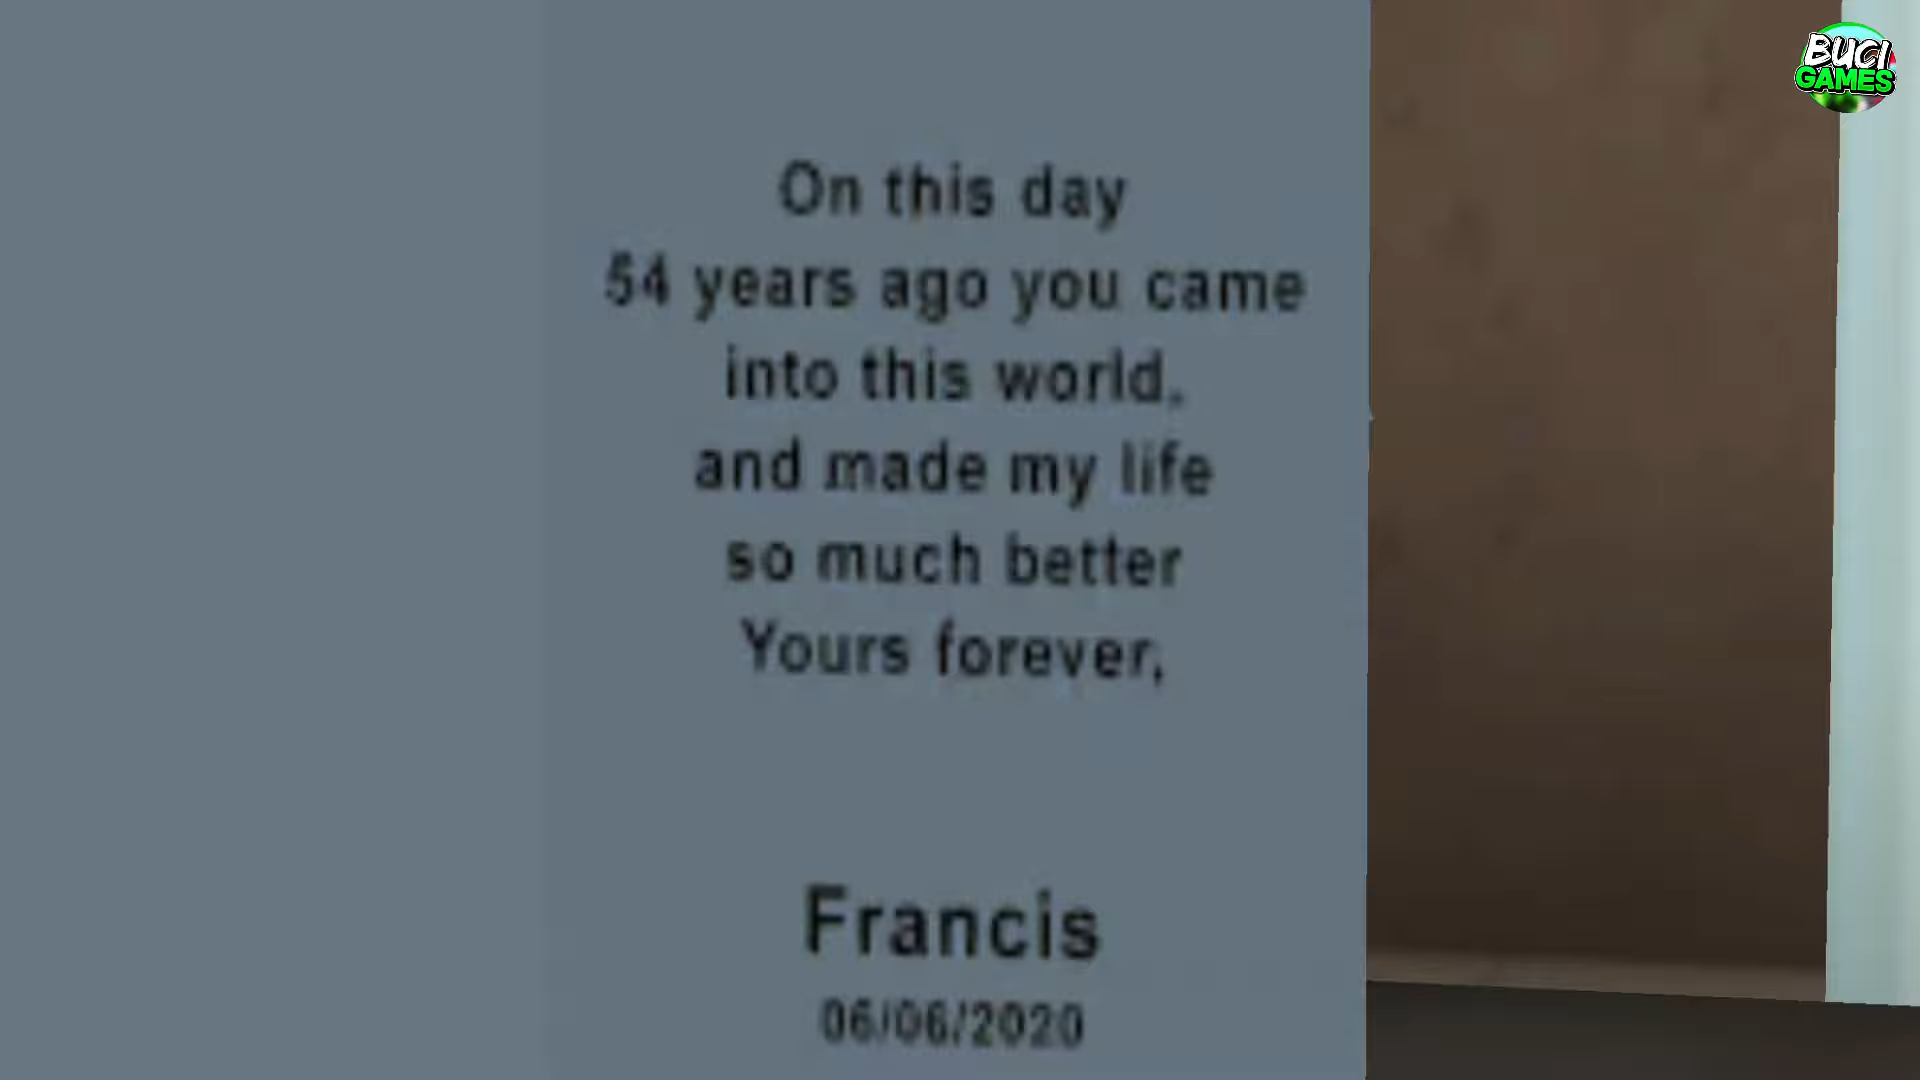 BUCI
GAMES
On this day
54 years ago you came
into this world,
and made my life
so much better
Yours forever,
Francis
06/06/2020